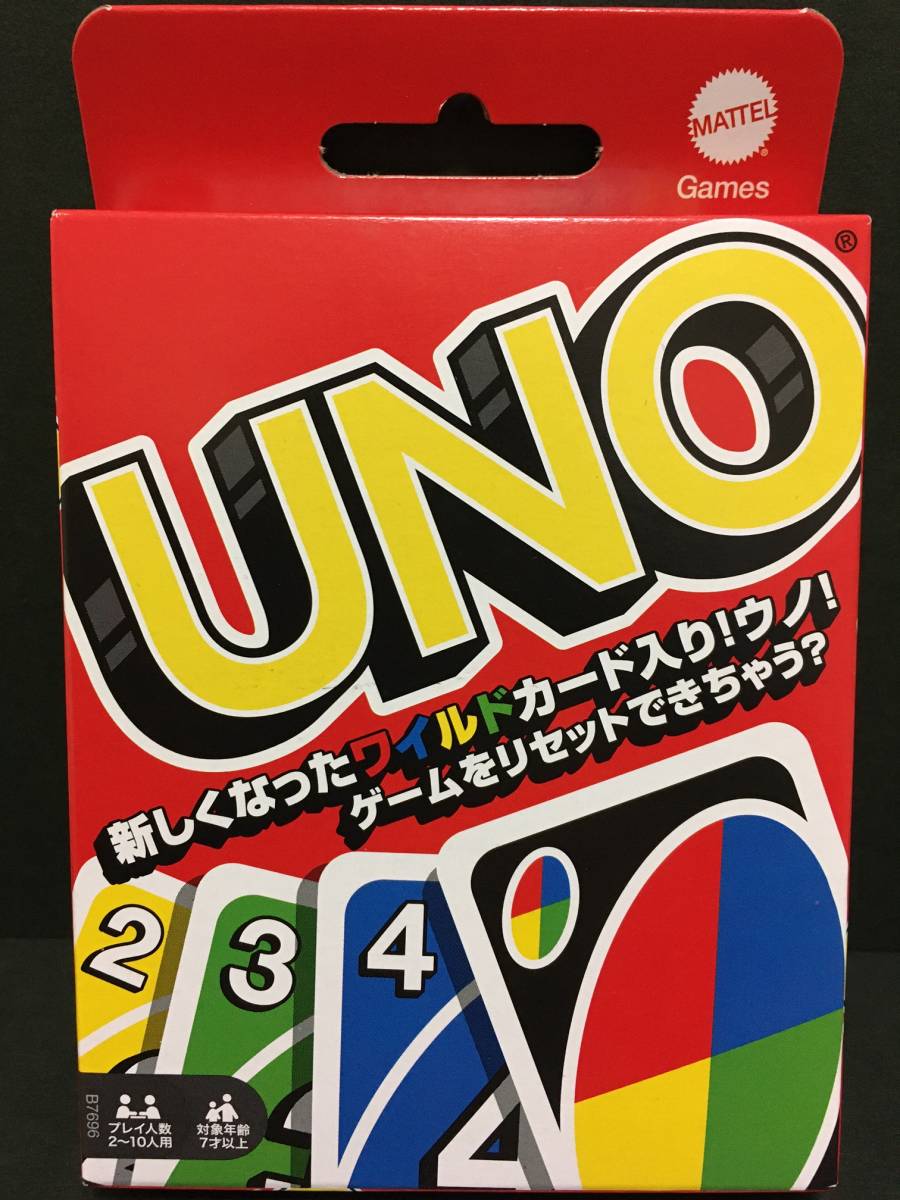 MATTEL
®
Games
UNO®
新しくなったワイルドカード入り!ウノ!
ゲームをリセットできちゃう?
2
3
4
4
B7696
プレイ人数
2〜10人用
対象年齢
7才以上